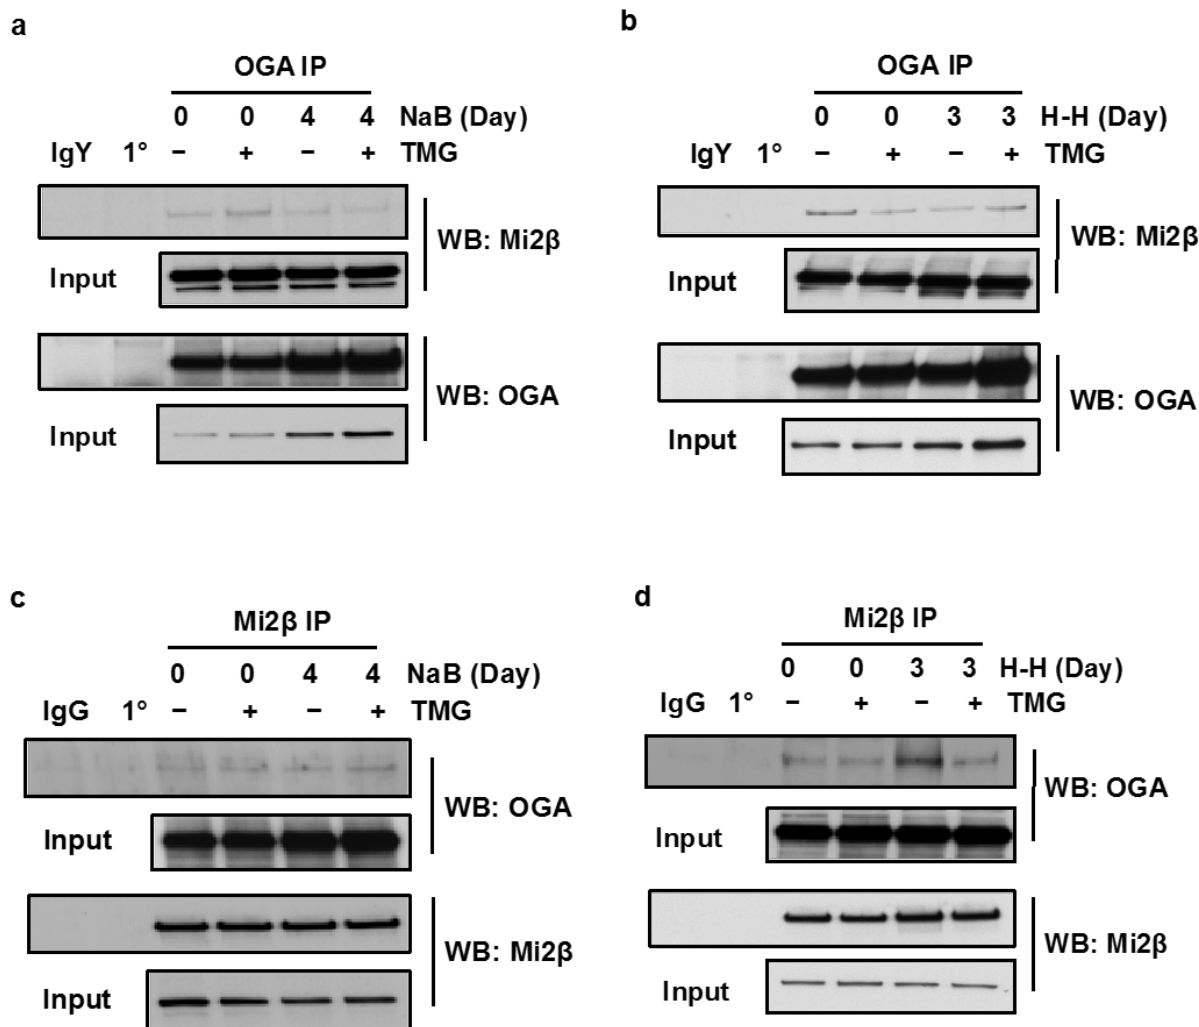 a
OGA IP
0 0 4 4 NaB (Day)
IgY 1° − + − + TMG
WB: Mi2β
Input
WB: OGA
Input
b
OGA IP
0 0 3 3 H-H (Day)
IgY 1° − + − + TMG
WB: Mi2β
Input
WB: OGA
Input
c
Mi2β IP
0 0 4 4 NaB (Day)
IgG 1° − + − + TMG
WB: OGA
Input
WB: Mi2β
Input
d
Mi2β IP
0 0 3 3 H-H (Day)
IgG 1° − + − + TMG
WB: OGA
Input
WB: Mi2β
Input